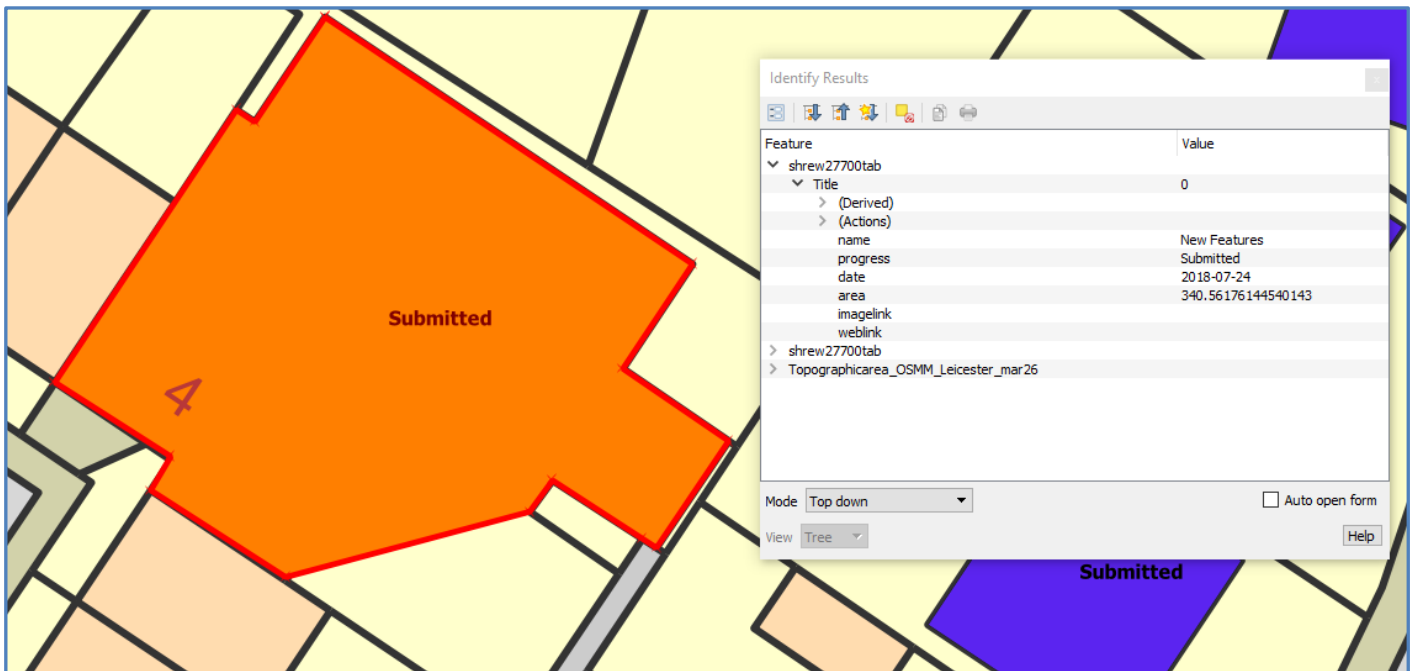 Identify Results
Feature Value
shrew27700tab
Title 0
(Derived)
(Actions)
name New Features
progress Submitted
date 2018-07-24
area 340.56176144540143
imagelink
weblink
shrew27700tab
Topographicarea_OSMM_Leicester_mar26
Mode Top down Auto open form
View Tree Help
Submitted
4
Submitted